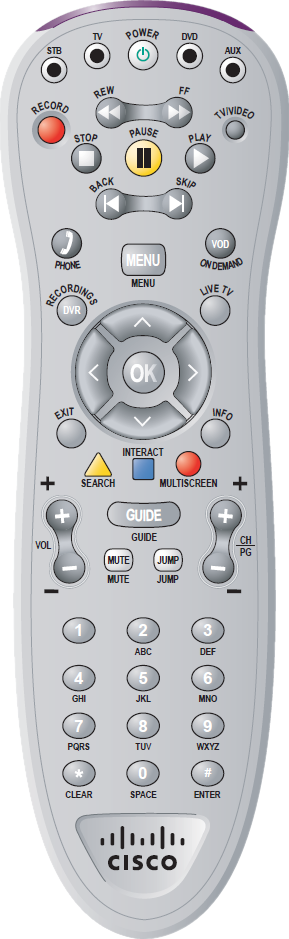 STB TV POWER DVD AUX
REW FF
RECORD TV/VIDEO
STOP PAUSE PLAY
BACK SKIP
PHONE MENU VOD
MENU ON DEMAND
RECORDINGS LIVE TV
DVR
OK
EXIT INFO
INTERACT
SEARCH MULTISCREEN
+ +
+ GUIDE +
VOL GUIDE CH
PG
− MUTE JUMP −
MUTE JUMP
− −
1 2 3
ABC DEF
4 5 6
GHI JKL MNO
7 8 9
PQRS TUV WXYZ
* 0 #
CLEAR SPACE ENTER
CISCO